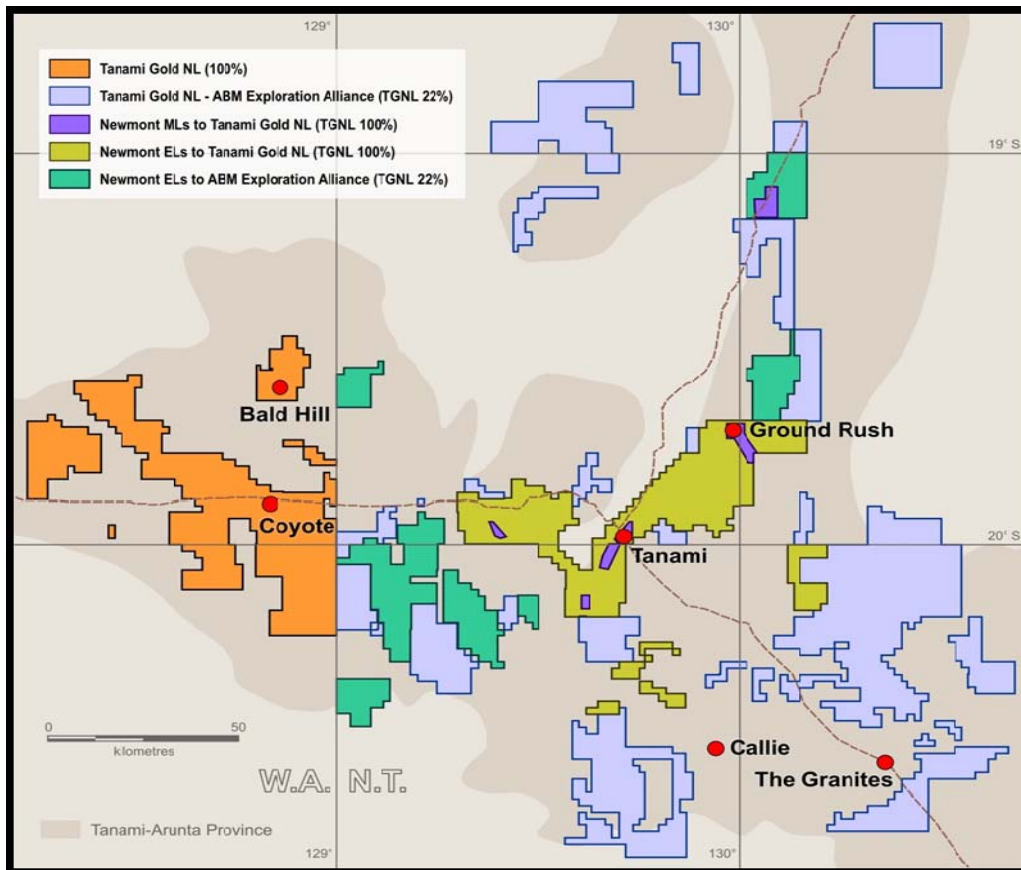 129°
130°
Tanami Gold NL (100%)
Tanami Gold NL - ABM Exploration Alliance (TGNL 22%)
Newmont MLs to Tanami Gold NL (TGNL 100%)
Newmont ELs to Tanami Gold NL (TGNL 100%)
Newmont ELs to ABM Exploration Alliance (TGNL 22%)
19° S
Bald Hill
Ground Rush
Coyote
20° S
Tanami
0 50
kilometres
Callie
W.A. N.T.
The Granites
Tanami-Arunta Province
129°
130°